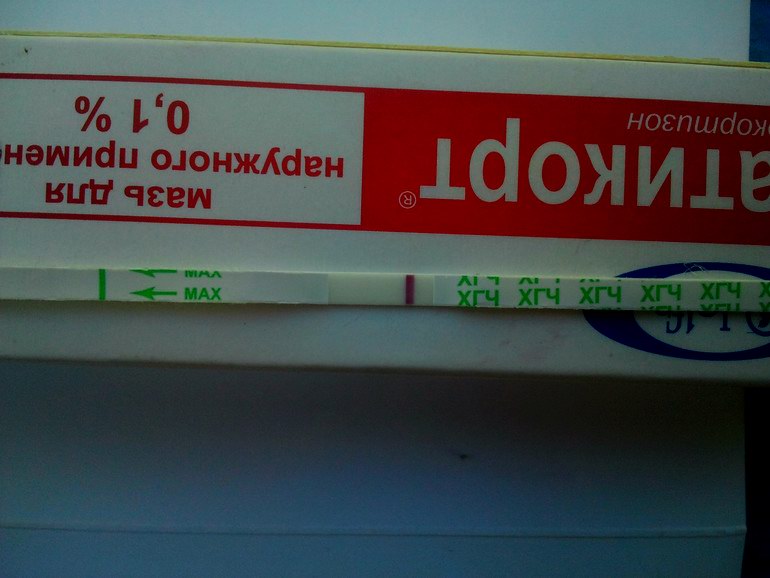 атикорт®
кортизон
мазь для
наружного примене
0,1 %
MAX
MAX ХГЧ ХГЧ ХГЧ ХГЧ ХГЧ